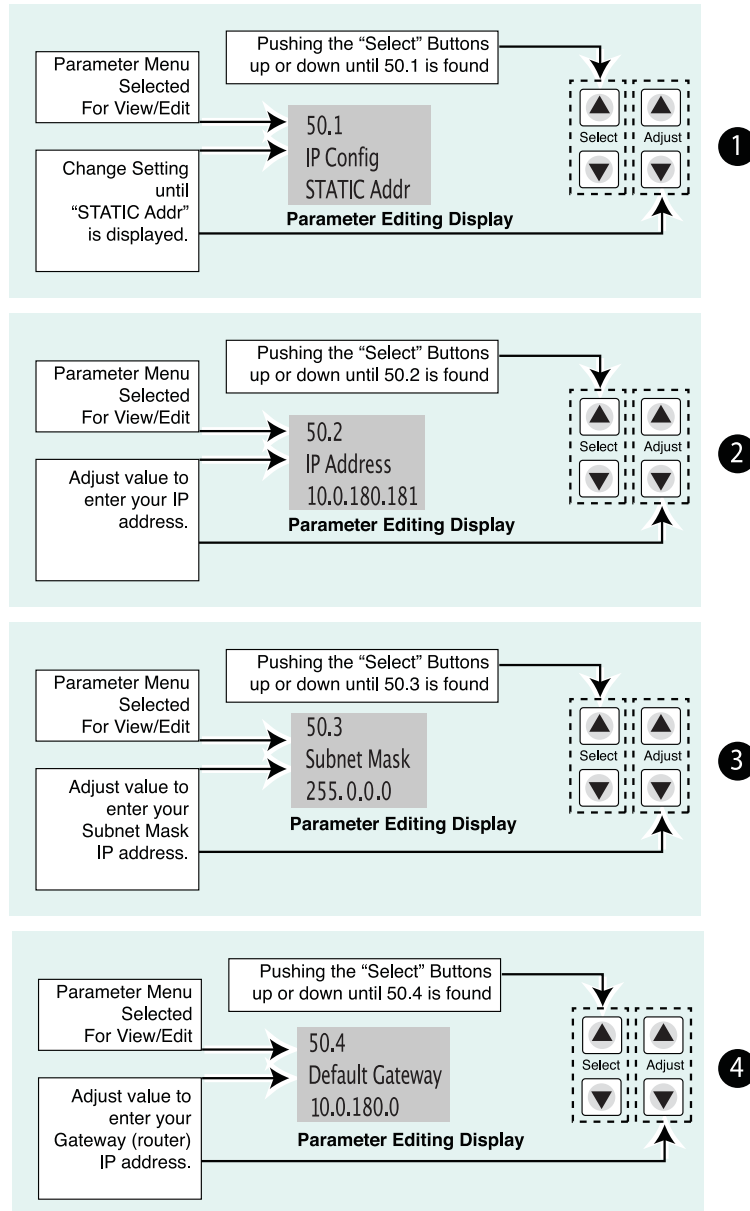 Pushing the “Select” Buttons
up or down until 50.1 is found
Parameter Menu
Selected
For View/Edit
50.1
IP Config
STATIC Addr
Parameter Editing Display
Change Setting
until
“STATIC Addr”
is displayed.
Select
Adjust
1
Pushing the “Select” Buttons
up or down until 50.2 is found
Parameter Menu
Selected
For View/Edit
50.2
IP Address
10.0.180.181
Parameter Editing Display
Adjust value to
enter your IP
address.
Select
Adjust
2
Pushing the “Select” Buttons
up or down until 50.3 is found
Parameter Menu
Selected
For View/Edit
50.3
Subnet Mask
255.0.0.0
Parameter Editing Display
Adjust value to
enter your
Subnet Mask
IP address.
Select
Adjust
3
Pushing the “Select” Buttons
up or down until 50.4 is found
Parameter Menu
Selected
For View/Edit
50.4
Default Gateway
10.0.180.0
Parameter Editing Display
Adjust value to
enter your
Gateway (router)
IP address.
Select
Adjust
4